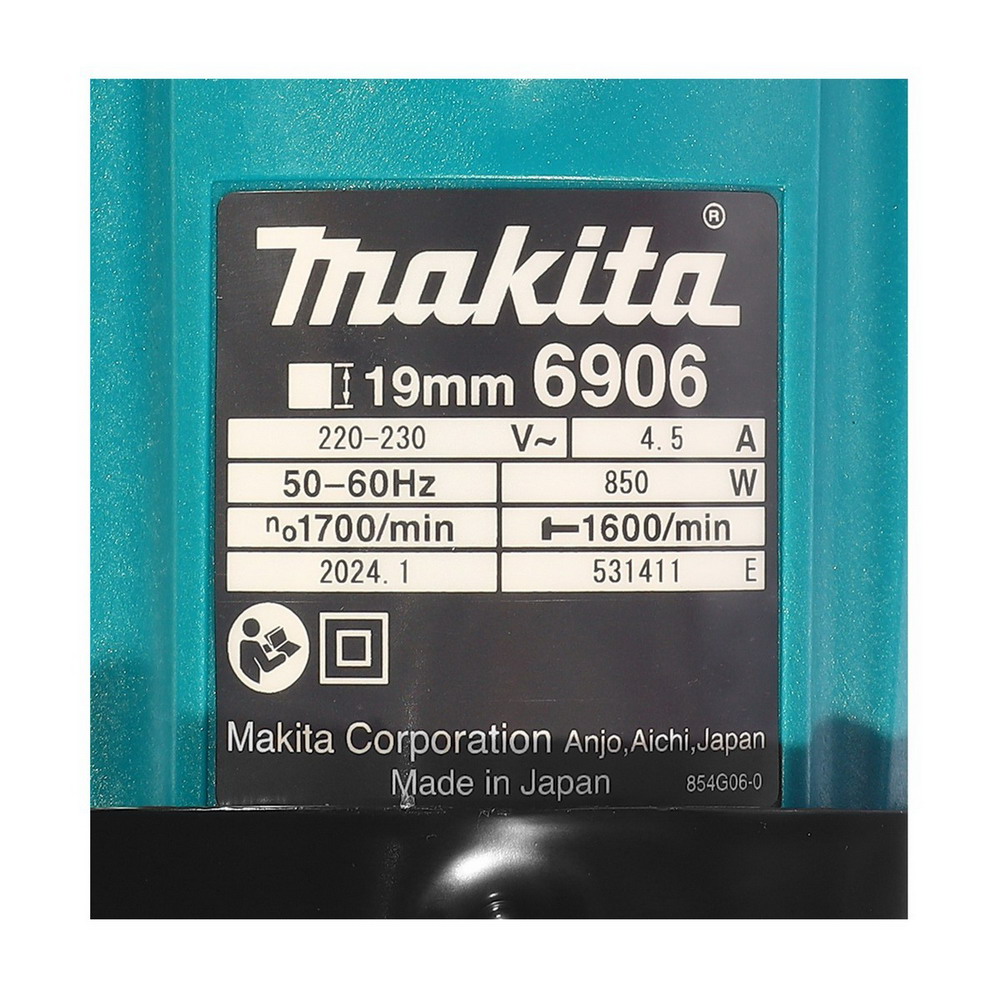 makita®
19mm 6906
220-230 V~ 4.5 A
50-60Hz 850 W
n₀1700/min 1600/min
2024.1 531411 E
Makita Corporation Anjo,Aichi,Japan
Made in Japan 854G06-0